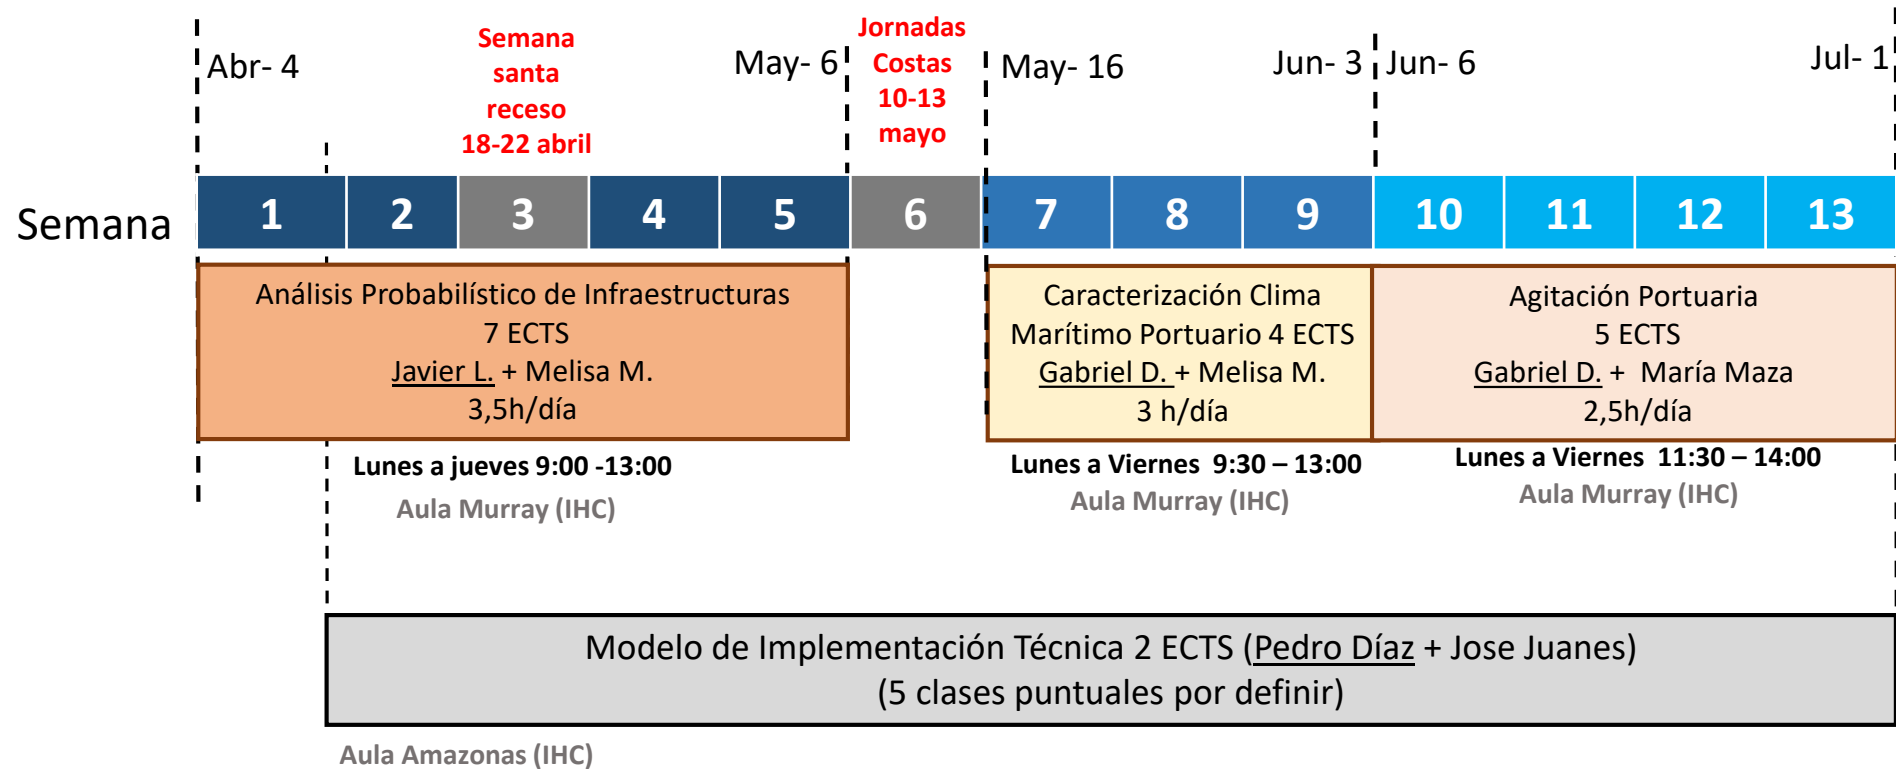 Abr- 4
Semana
santa
receso
18-22 abril
May- 6
Jornadas
Costas
10-13
mayo
May- 16
Jun- 3
Jun- 6
Jul- 1
Semana
1
2
3
4
5
6
7
8
9
10
11
12
13
Análisis Probabilístico de Infraestructuras
7 ECTS
Javier L. + Melisa M.
3,5h/día
Caracterización Clima
Marítimo Portuario 4 ECTS
Gabriel D. + Melisa M.
3 h/día
Agitación Portuaria
5 ECTS
Gabriel D. + María Maza
2,5h/día
Lunes a jueves 9:00 -13:00
Aula Murray (IHC)
Lunes a Viernes 9:30 – 13:00
Aula Murray (IHC)
Lunes a Viernes 11:30 – 14:00
Aula Murray (IHC)
Modelo de Implementación Técnica 2 ECTS (Pedro Díaz + Jose Juanes)
(5 clases puntuales por definir)
Aula Amazonas (IHC)